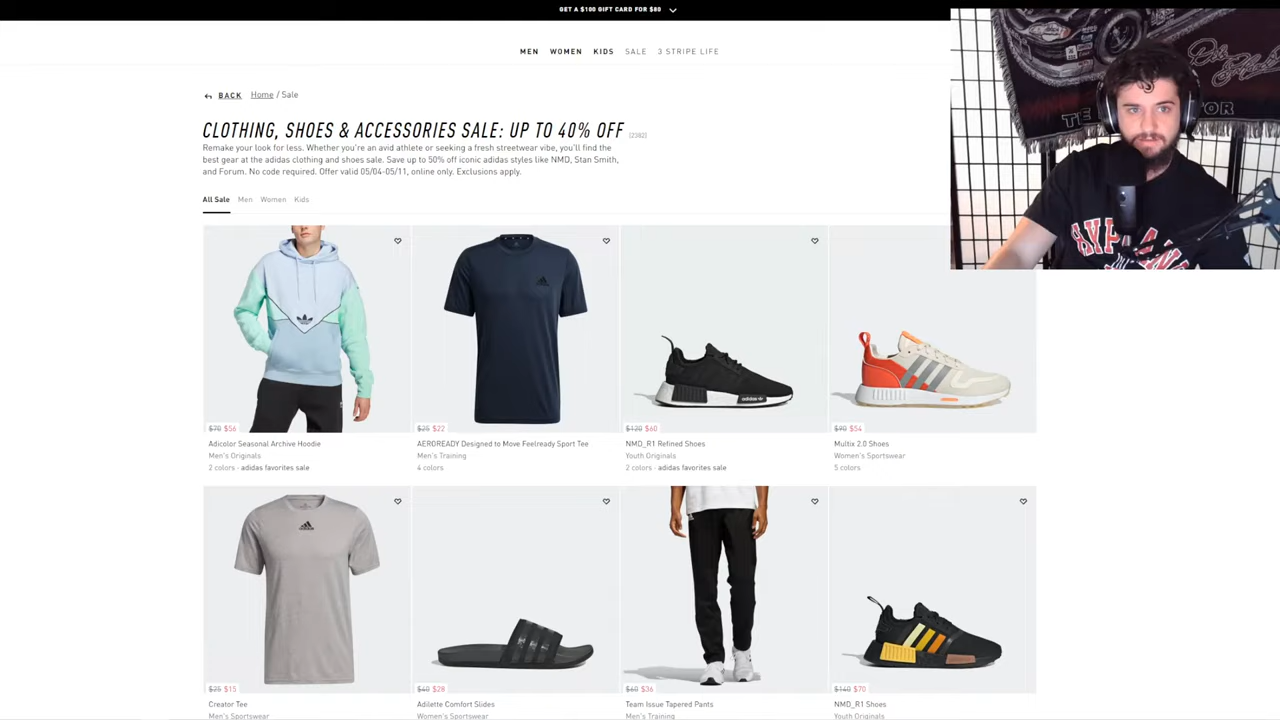 GET A $100 GIFT CARD FOR $80
MEN WOMEN KIDS SALE 3 STRIPE LIFE
BACK Home / Sale
CLOTHING, SHOES & ACCESSORIES SALE: UP TO 40% OFF [2382]
Remake your look for less. Whether you're an avid athlete or seeking a fresh streetwear vibe, you'll find the
best gear at the adidas clothing and shoes sale. Save up to 50% off iconic adidas styles like NMD, Stan Smith,
and Forum. No code required. Offer valid 05/04-05/11, online only. Exclusions apply.
All Sale Men Women Kids
$70 $56
Adicolor Seasonal Archive Hoodie
Men's Originals
2 colors · adidas favorites sale
$25 $22
AEROREADY Designed to Move Feelready Sport Tee
Men's Training
4 colors
$120 $60
NMD_R1 Refined Shoes
Youth Originals
2 colors · adidas favorites sale
$90 $54
Multix 2.0 Shoes
Women's Sportswear
5 colors
$25 $15
Creator Tee
Men's Sportswear
$40 $28
Adilette Comfort Slides
Women's Sportswear
$60 $36
Team Issue Tapered Pants
Men's Training
$140 $70
NMD_R1 Shoes
Youth Originals